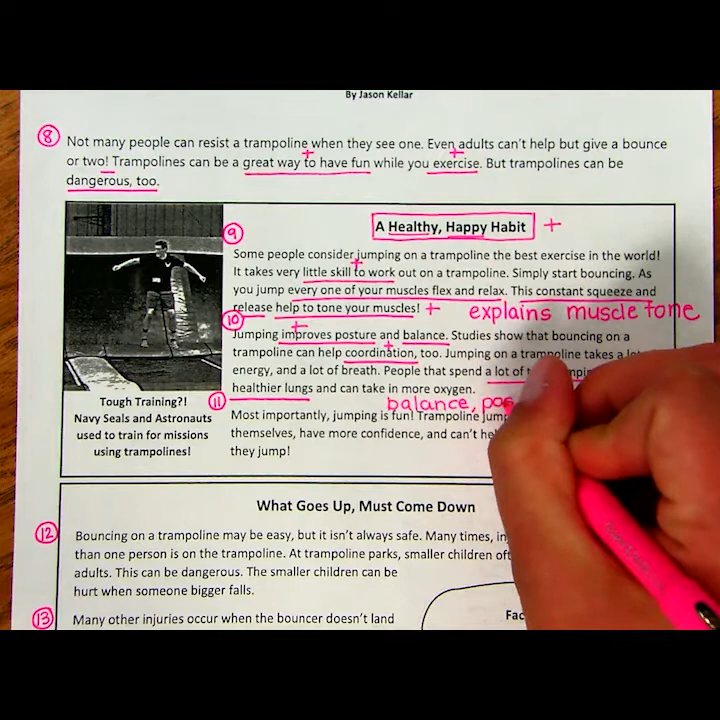 By Jason Kellar
8
Not many people can resist a trampoline when they see one. Even adults can't help but give a bounce
or two! Trampolines can be a great way to have fun while you exercise. But trampolines can be
dangerous, too.
9
A Healthy, Happy Habit +
Some people consider jumping on a trampoline the best exercise in the world!
It takes very little skill to work out on a trampoline. Simply start bouncing. As
you jump every one of your muscles flex and relax. This constant squeeze and
release help to tone your muscles! + explains muscle tone
10
Jumping improves posture and balance. Studies show that bouncing on a
trampoline can help coordination, too. Jumping on a trampoline takes a
energy, and a lot of breath. People that spend a lot of
healthier lungs and can take in more oxygen.
balance, pos
11
Most importantly, jumping is fun! Trampoline
themselves, have more confidence, and can't
they jump!
Tough Training?!
Navy Seals and Astronauts
used to train for missions
using trampolines!
What Goes Up, Must Come Down
12
Bouncing on a trampoline may be easy, but it isn't always safe. Many times,
than one person is on the trampoline. At trampoline parks, smaller children
adults. This can be dangerous. The smaller children can be
hurt when someone bigger falls.
13
Many other injuries occur when the bouncer doesn't land